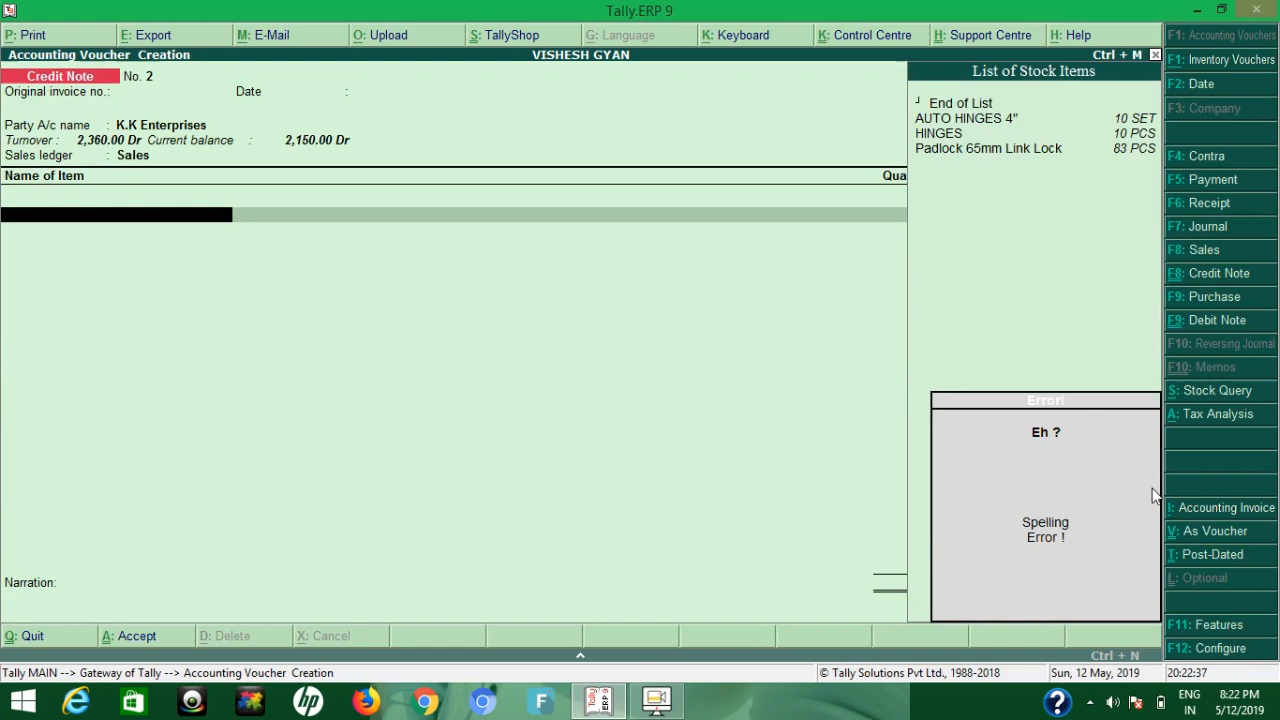 Tally.ERP 9
P: Print
E: Export
M: E-Mail
O: Upload
S: TallyShop
G: Language
K: Keyboard
K: Control Centre
H: Support Centre
H: Help
F1: Accounting Vouchers
Accounting Voucher Creation
VISHESH GYAN
Ctrl + M
F1: Inventory Vouchers
Credit Note No. 2
Original invoice no.:
Date :
Party A/c name : K.K Enterprises
Turnover : 2,360.00 Dr Current balance : 2,150.00 Dr
Sales ledger : Sales
Name of Item
Qua
List of Stock Items
End of List
AUTO HINGES 4" 10 SET
HINGES 10 PCS
Padlock 65mm Link Lock 83 PCS
F2: Date
F3: Company
F4: Contra
F5: Payment
F6: Receipt
F7: Journal
F8: Sales
F8: Credit Note
F9: Purchase
F9: Debit Note
F10: Reversing Journal
F10: Memos
S: Stock Query
A: Tax Analysis
Error!
Eh ?
Spelling
Error !
I: Accounting Invoice
V: As Voucher
T: Post-Dated
L: Optional
F11: Features
F12: Configure
Narration:
Q: Quit
A: Accept
D: Delete
X: Cancel
Ctrl + N
Tally MAIN --> Gateway of Tally --> Accounting Voucher Creation
© Tally Solutions Pvt Ltd., 1988-2018
Sun, 12 May, 2019
20:22:37
hp
F
Tally
ERP 9
?
ENG
IN
8:22 PM
5/12/2019